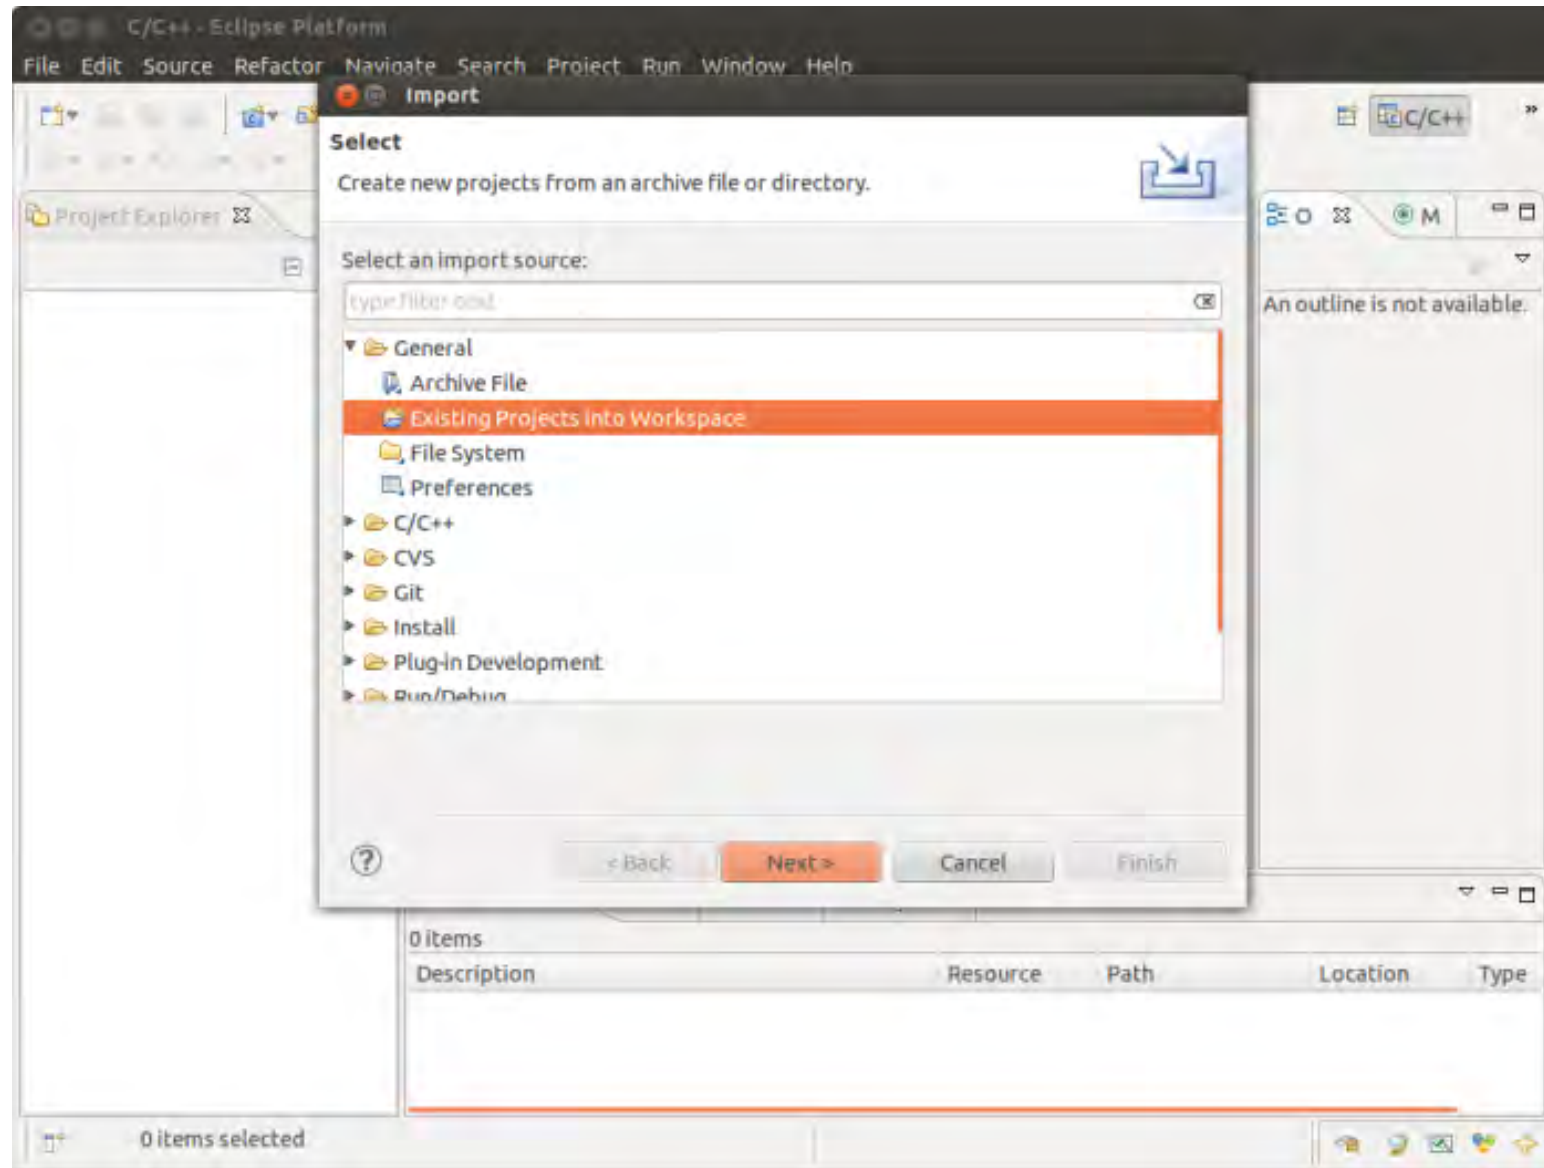 C/C++ - Eclipse Platform
File Edit Source Refactor Navigate Search Project Run Window Help
Import
C/C++
Select
Create new projects from an archive file or directory.
Project Explorer
O
M
Select an import source:
type filter text
An outline is not available.
General
Archive File
Existing Projects into Workspace
File System
Preferences
C/C++
CVS
Git
Install
Plug-in Development
Run/Debug
< Back
Next >
Cancel
Finish
0 items
Description Resource Path Location Type
0 items selected